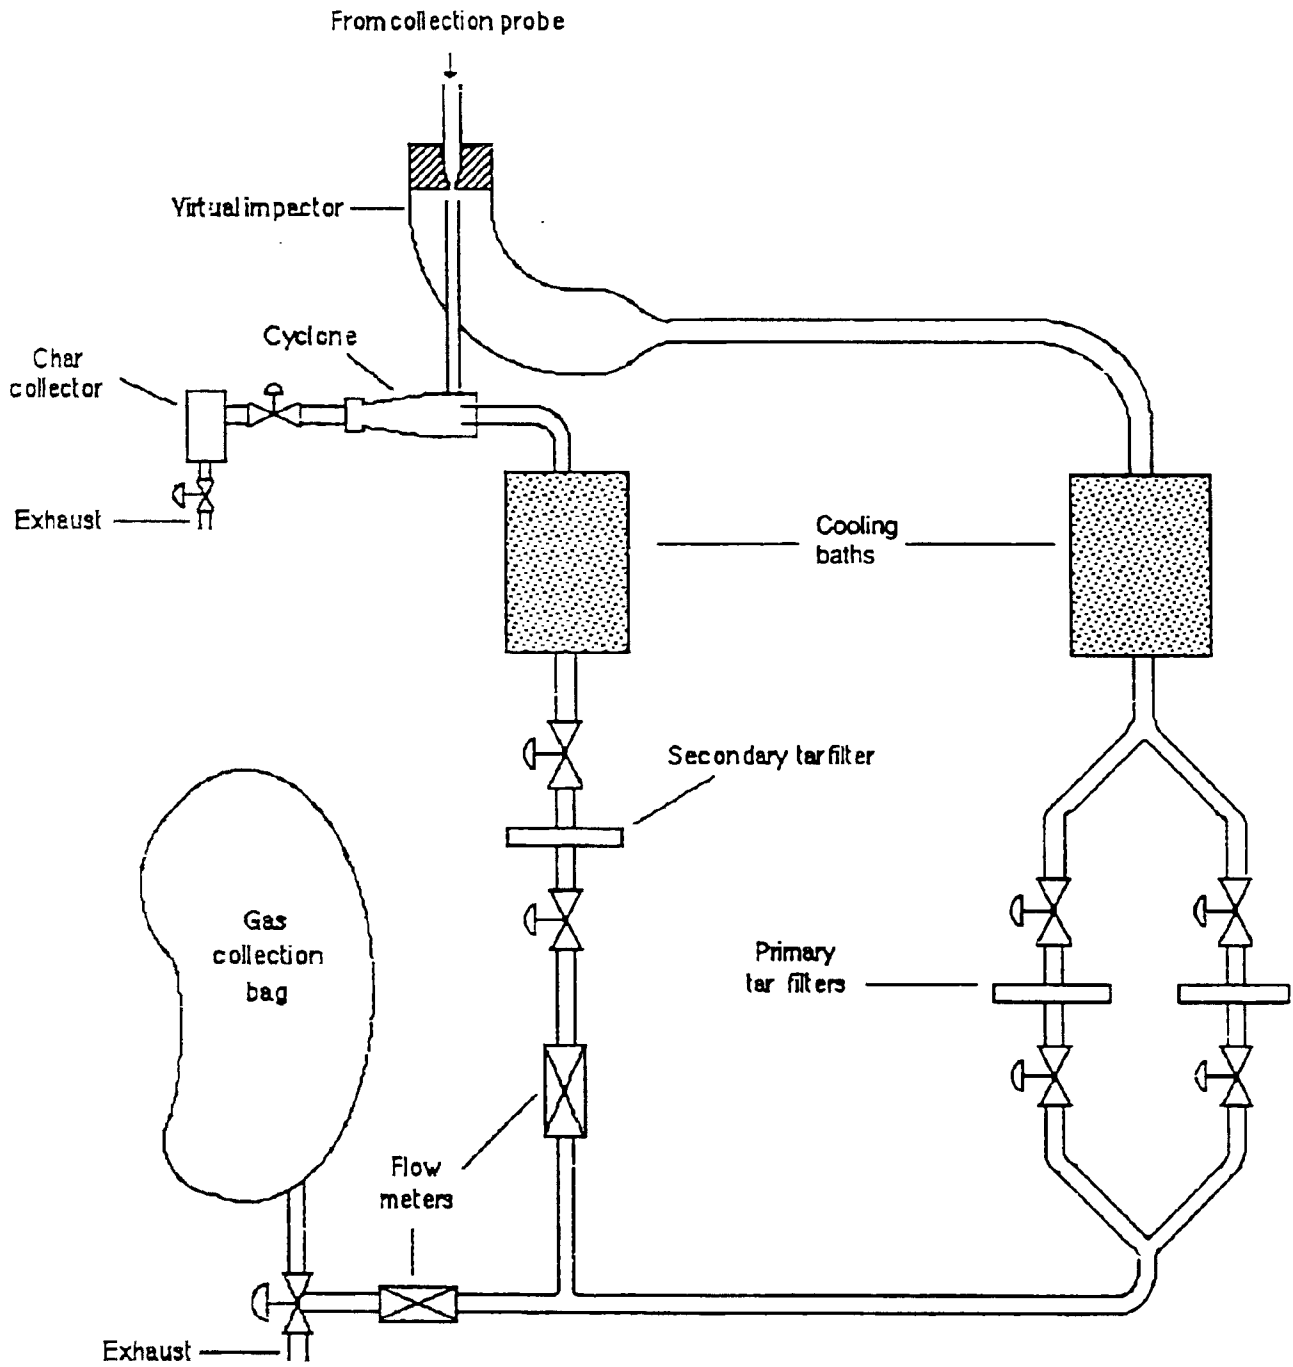 From collection probe
Virtual impactor
Cyclone
Char
collector
Exhaust
Cooling
baths
Secondary tar filter
Gas
collection
bag
Primary
tar filters
Flow
meters
Exhaust